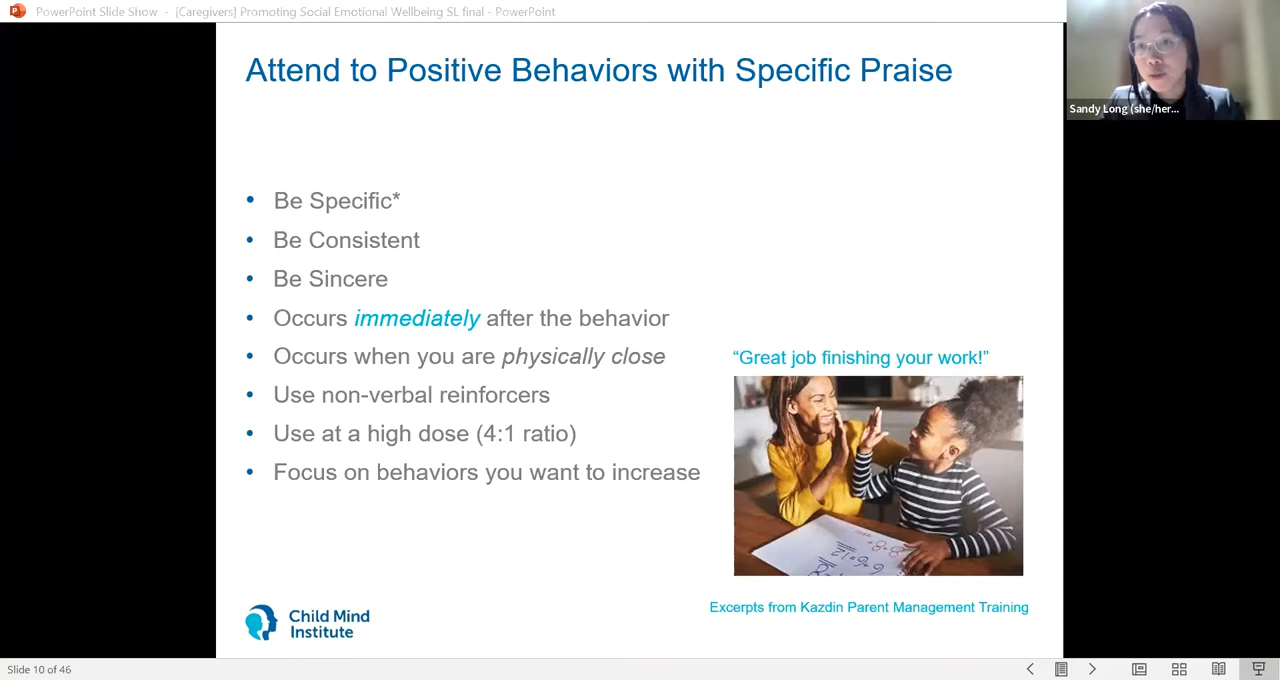 PowerPoint Slide Show - [Caregivers] Promoting Social Emotional Wellbeing SL final - PowerPoint
Attend to Positive Behaviors with Specific Praise
Sandy Long (she/her...
• Be Specific*
• Be Consistent
• Be Sincere
• Occurs immediately after the behavior
• Occurs when you are physically close
• Use non-verbal reinforcers
• Use at a high dose (4:1 ratio)
• Focus on behaviors you want to increase
“Great job finishing your work!”
Child Mind
Institute
Excerpts from Kazdin Parent Management Training
Slide 10 of 46